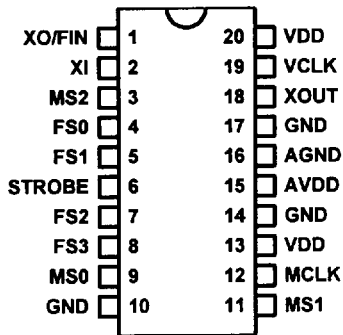 XO/FIN 1 20 VDD
XI 2 19 VCLK
MS2 3 18 XOUT
FS0 4 17 GND
FS1 5 16 AGND
STROBE 6 15 AVDD
FS2 7 14 GND
FS3 8 13 VDD
MS0 9 12 MCLK
GND 10 11 MS1